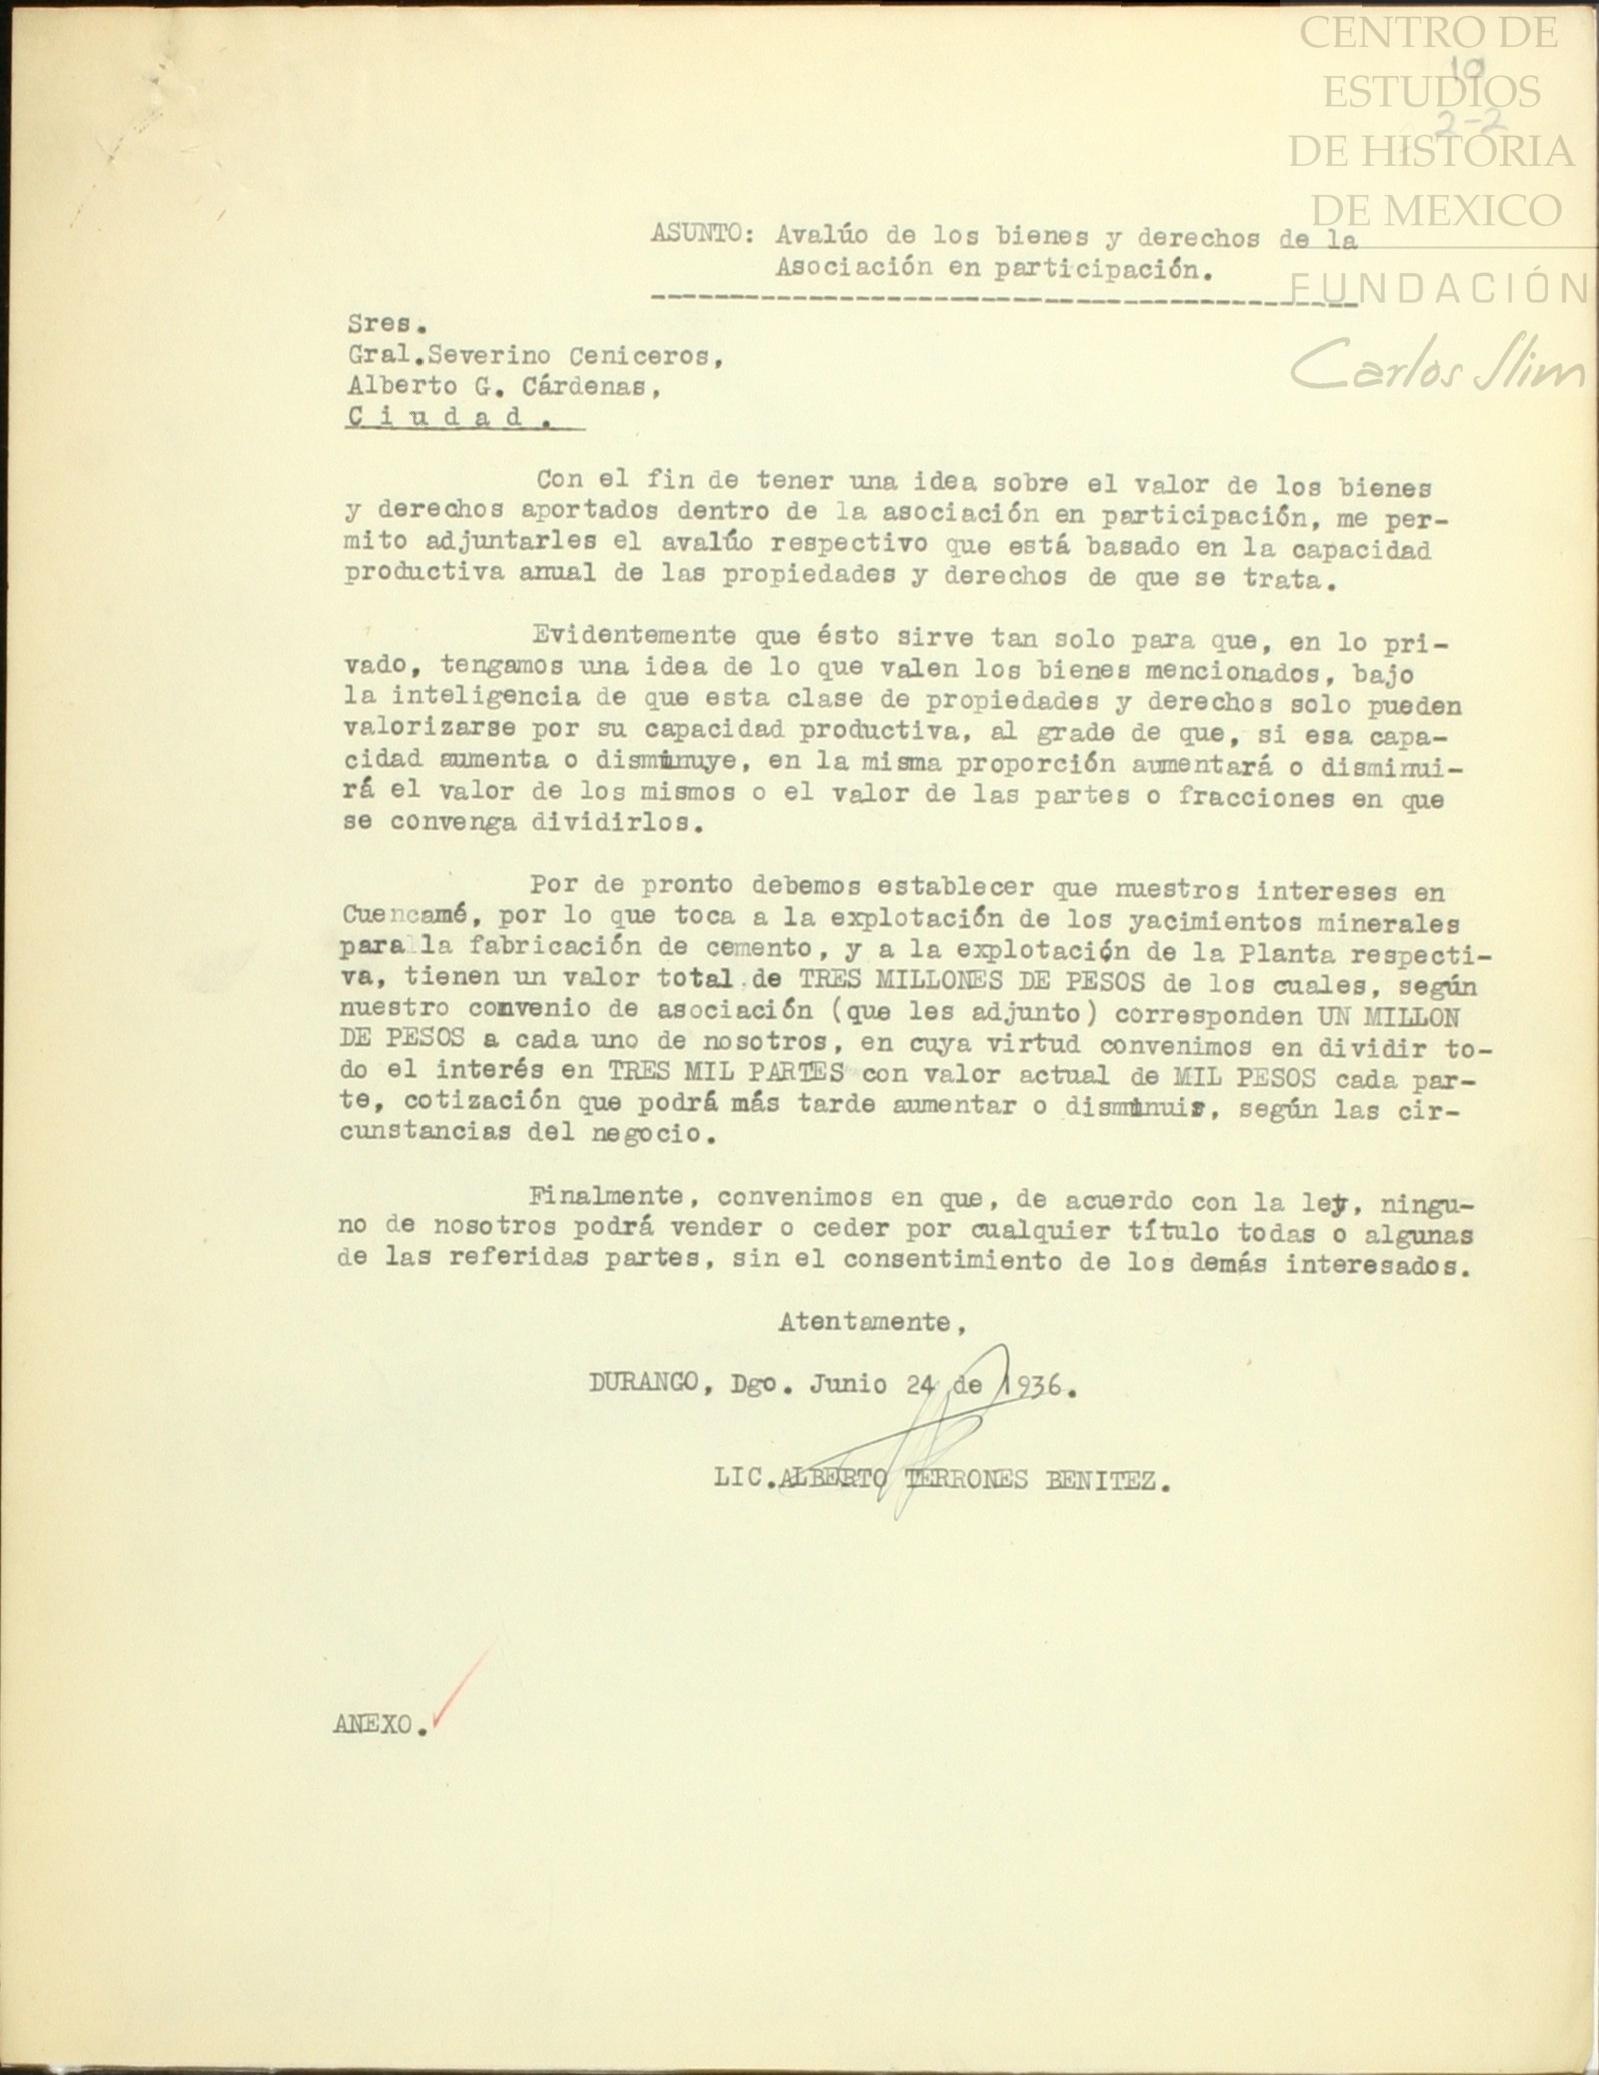 CENTRO DE
ESTUDIOS
DE HISTORIA
DE MEXICO
FUNDACIÓN
Carlos Slim
10
2-2
ASUNTO: Avalúo de los bienes y derechos de la
Asociación en participación.
Sres.
Gral.Severino Ceniceros,
Alberto G. Cárdenas,
C i u d a d .
Con el fin de tener una idea sobre el valor de los bienes
y derechos aportados dentro de la asociación en participación, me per-
mito adjuntarles el avalúo respectivo que está basado en la capacidad
productiva anual de las propiedades y derechos de que se trata.
Evidentemente que ésto sirve tan solo para que, en lo pri-
vado, tengamos una idea de lo que valen los bienes mencionados, bajo
la inteligencia de que esta clase de propiedades y derechos solo pueden
valorizarse por su capacidad productiva, al grade de que, si esa capa-
cidad aumenta o disminuye, en la misma proporción aumentará o disminui-
rá el valor de los mismos o el valor de las partes o fracciones en que
se convenga dividirlos.
Por de pronto debemos establecer que nuestros intereses en
Cuencamé, por lo que toca a la explotación de los yacimientos minerales
para la fabricación de cemento, y a la explotación de la Planta respecti-
va, tienen un valor total de TRES MILLONES DE PESOS de los cuales, según
nuestro convenio de asociación (que les adjunto) corresponden UN MILLON
DE PESOS a cada uno de nosotros, en cuya virtud convenimos en dividir to-
do el interés en TRES MIL PARTES con valor actual de MIL PESOS cada par-
te, cotización que podrá más tarde aumentar o disminuir, según las cir-
cunstancias del negocio.
Finalmente, convenimos en que, de acuerdo con la ley, ningu-
no de nosotros podrá vender o ceder por cualquier título todas o algunas
de las referidas partes, sin el consentimiento de los demás interesados.
Atentamente,
DURANGO, Dgo. Junio 24 de 1936.
LIC.ALBERTO TERRONES BENITEZ.
ANEXO.